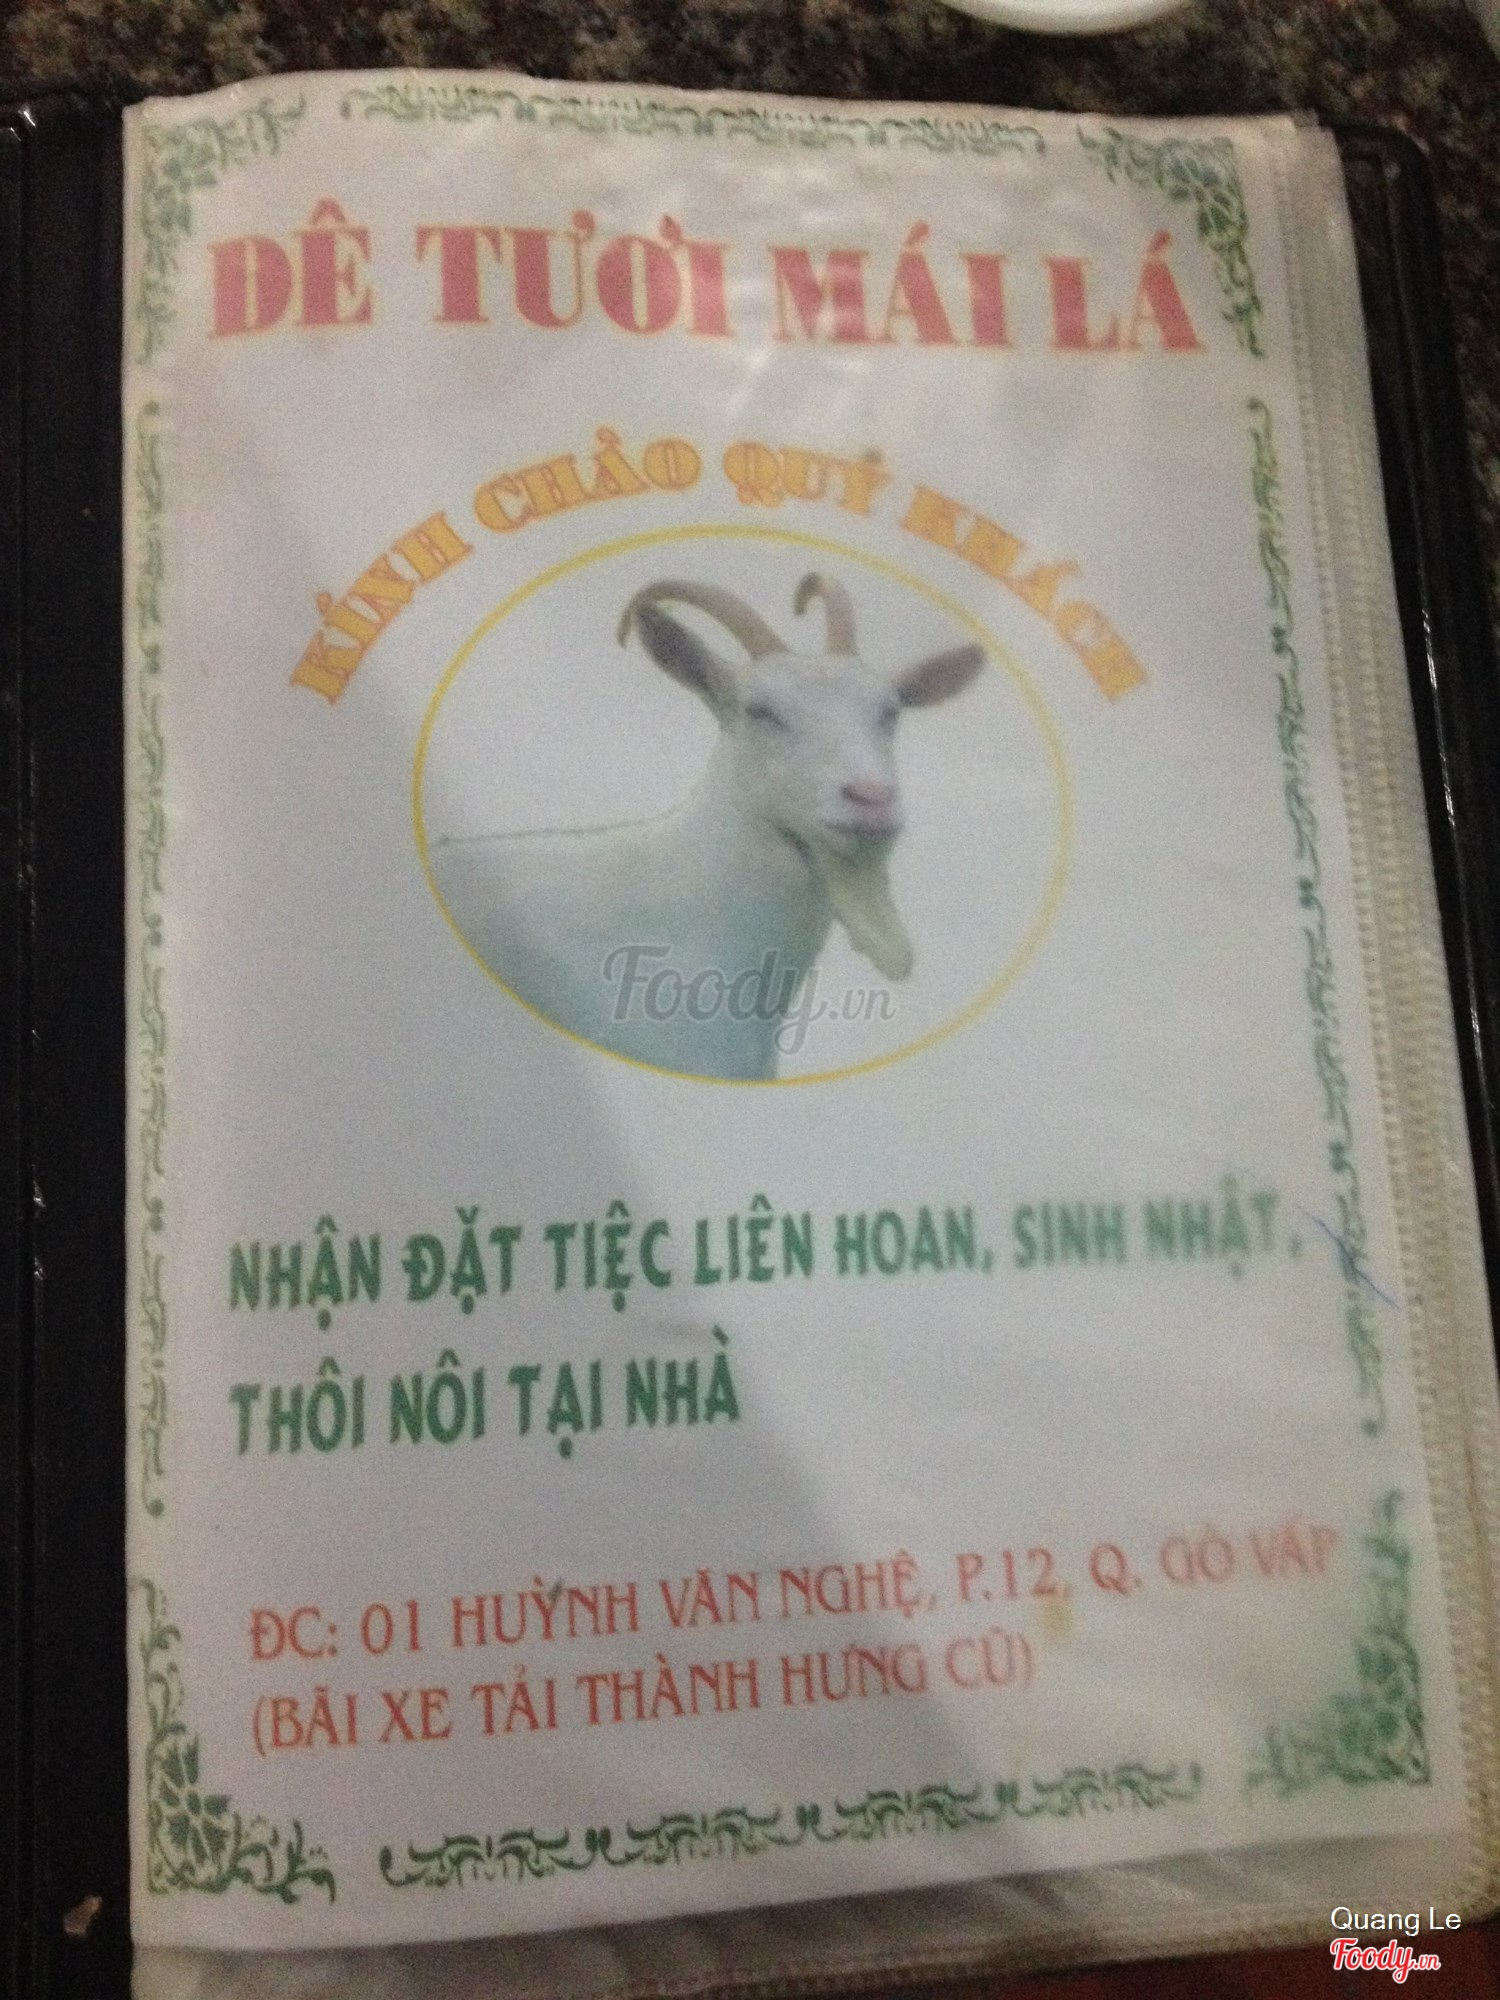 DÊ TƯƠI MÁI LÁ
KÍNH CHÀO QUÝ KHÁCH
Foody.vn
NHẬN ĐẶT TIỆC LIÊN HOAN, SINH NHẬT,
THÔI NÔI TẠI NHÀ
ĐC: 01 HUỲNH VĂN NGHỆ, P.12, Q. GÒ VẤP
(BÃI XE TẢI THÀNH HƯNG CŨ)
Quang Le
Foody.vn